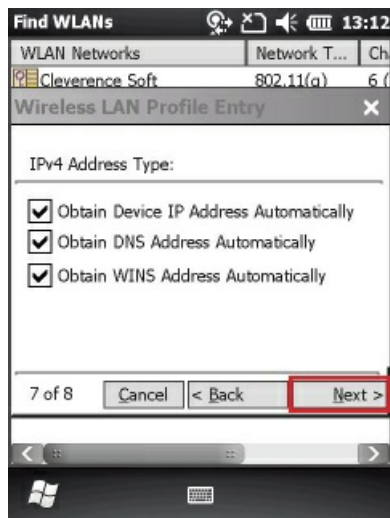 Find WLANs 13:12
WLAN Networks Network T... Ch
Cleverence Soft 802.11(g) 6 (
Wireless LAN Profile Entry
IPv4 Address Type:
Obtain Device IP Address Automatically
Obtain DNS Address Automatically
Obtain WINS Address Automatically
7 of 8 Cancel < Back Next >